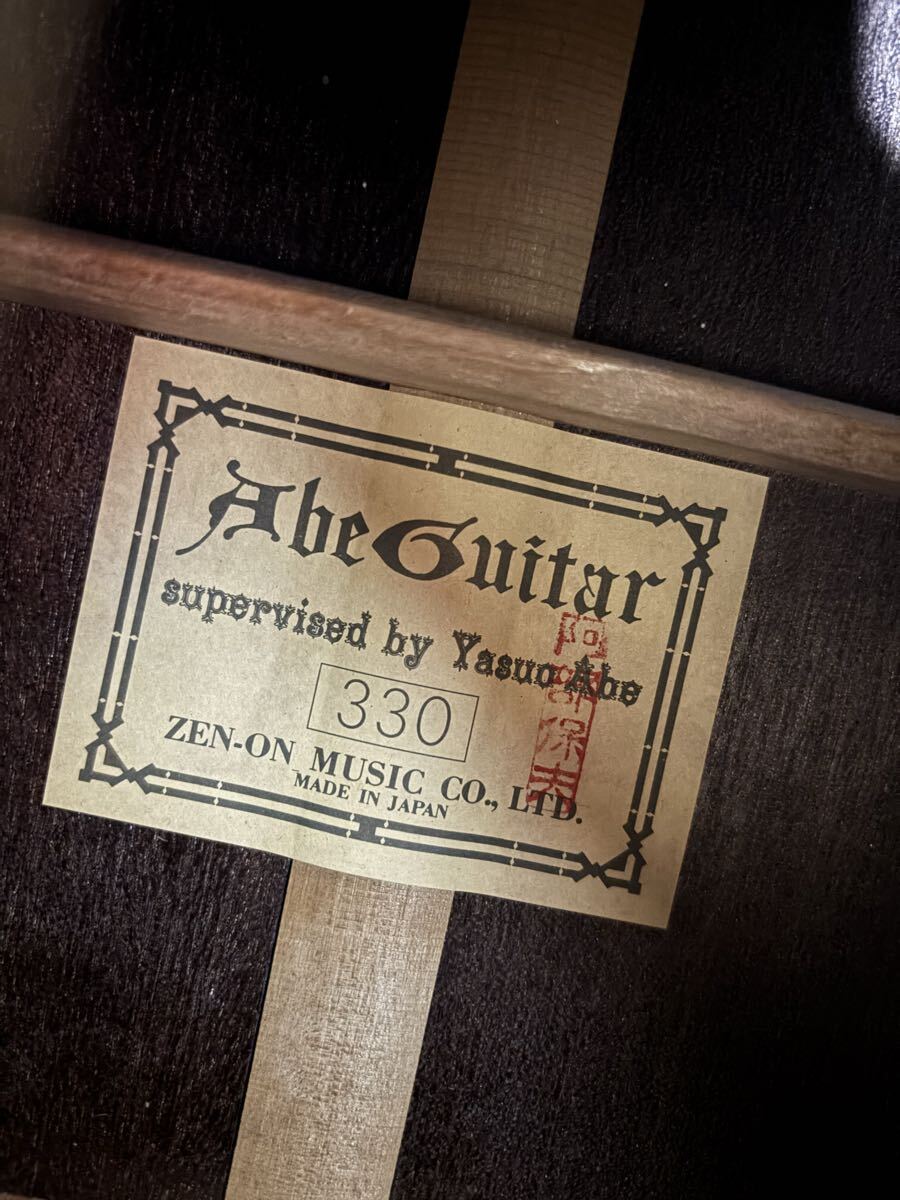 Abe Guitar
supervised by Yasuo Abe
330
ZEN-ON MUSIC CO., LTD.
MADE IN JAPAN
阿部保夫